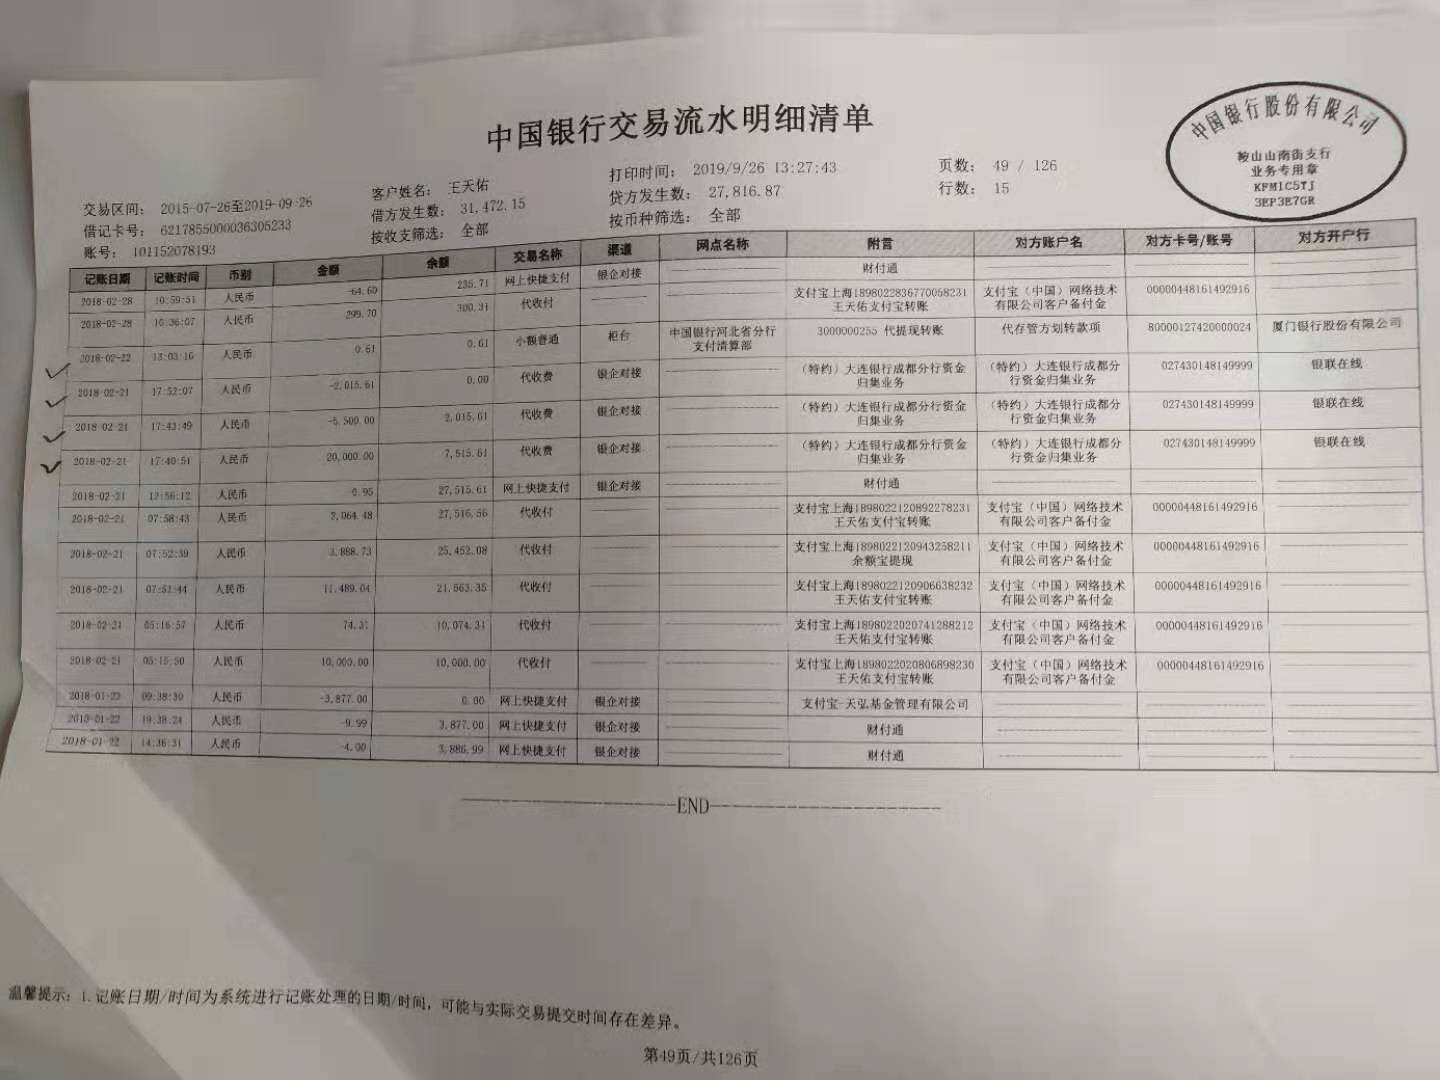 中国银行交易流水明细清单
中国银行股份有限公司
鞍山山南街支行
业务专用章
KFM1C5TJ
3EP3E7GR
交易区间： 2015-07-26至2019-09-26 客户姓名： 王天佑 打印时间： 2019/9/26 13:27:43 页数： 49 / 126
借记卡号： 6217855000036305233 借方发生数： 31,472.15 贷方发生数： 27,816.87 行数： 15
账号： 101152078193 按收支筛选： 全部 按币种筛选： 全部
记账日期 记账时间 币别 金额 余额 交易名称 渠道 网点名称 附言 对方账户名 对方卡号/账号 对方开户行
2018-02-28 10:59:51 人民币 -64.60 235.71 网上快捷支付 银企对接 财付通
2018-02-28 10:36:07 人民币 299.70 300.31 代收付 支付宝上海1898022836770058231 支付宝（中国）网络技术 00000448161492916
王天佑支付宝转账 有限公司客户备付金
2018-02-22 13:03:16 人民币 0.61 0.61 小额普通 柜台 中国银行河北省分行 3000000255 代提现转账 代存管方划转款项 80000127420000024 厦门银行股份有限公司
支付清算部
2018-02-21 17:52:07 人民币 -2,015.61 0.00 代收费 银企对接 （特约）大连银行成都分行资金 （特约）大连银行成都分 027430148149999 银联在线
归集业务 行资金归集业务
2018-02-21 17:43:49 人民币 -5,500.00 2,015.61 代收费 银企对接 （特约）大连银行成都分行资金 （特约）大连银行成都分 027430148149999 银联在线
归集业务 行资金归集业务
2018-02-21 17:40:51 人民币 20,000.00 7,515.61 代收费 银企对接 （特约）大连银行成都分行资金 （特约）大连银行成都分 027430148149999 银联在线
归集业务 行资金归集业务
2018-02-21 12:56:12 人民币 -0.95 27,515.61 网上快捷支付 银企对接 财付通
2018-02-21 07:58:43 人民币 2,064.48 27,516.56 代收付 支付宝上海1898022120892278231 支付宝（中国）网络技术 00000448161492916
王天佑支付宝转账 有限公司客户备付金
2018-02-21 07:52:39 人民币 3,888.73 25,452.08 代收付 支付宝上海1898022120943258211 支付宝（中国）网络技术 00000448161492916
余额宝提现 有限公司客户备付金
2018-02-21 07:51:44 人民币 11,489.04 21,563.35 代收付 支付宝上海1898022120906638232 支付宝（中国）网络技术 00000448161492916
王天佑支付宝转账 有限公司客户备付金
2018-02-21 05:16:57 人民币 74.31 10,074.31 代收付 支付宝上海1898022020741288212 支付宝（中国）网络技术 00000448161492916
王天佑支付宝转账 有限公司客户备付金
2018-02-21 05:15:50 人民币 10,000.00 10,000.00 代收付 支付宝上海1898022020806898230 支付宝（中国）网络技术 00000448161492916
王天佑支付宝转账 有限公司客户备付金
2018-01-23 09:38:30 人民币 -3,877.00 0.00 网上快捷支付 银企对接 支付宝-天弘基金管理有限公司
2018-01-22 19:38:24 人民币 -9.99 3,877.00 网上快捷支付 银企对接 财付通
2018-01-22 14:36:31 人民币 -4.00 3,886.99 网上快捷支付 银企对接 财付通
END
温馨提示：1.记账日期/时间为系统进行记账处理的日期/时间，可能与实际交易提交时间存在差异。
第49页/共126页